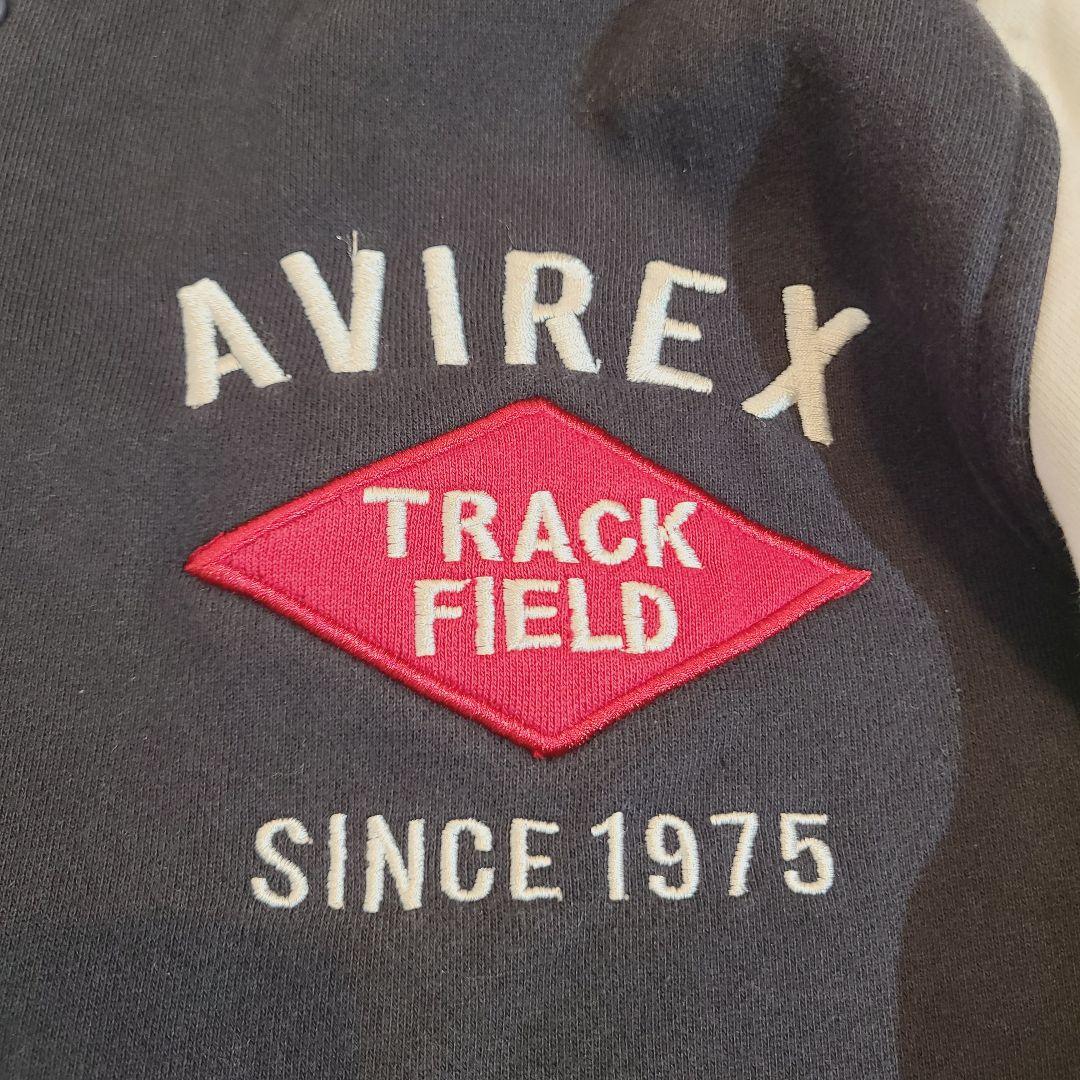 AVIREX
TRACK
FIELD
SINCE 1975